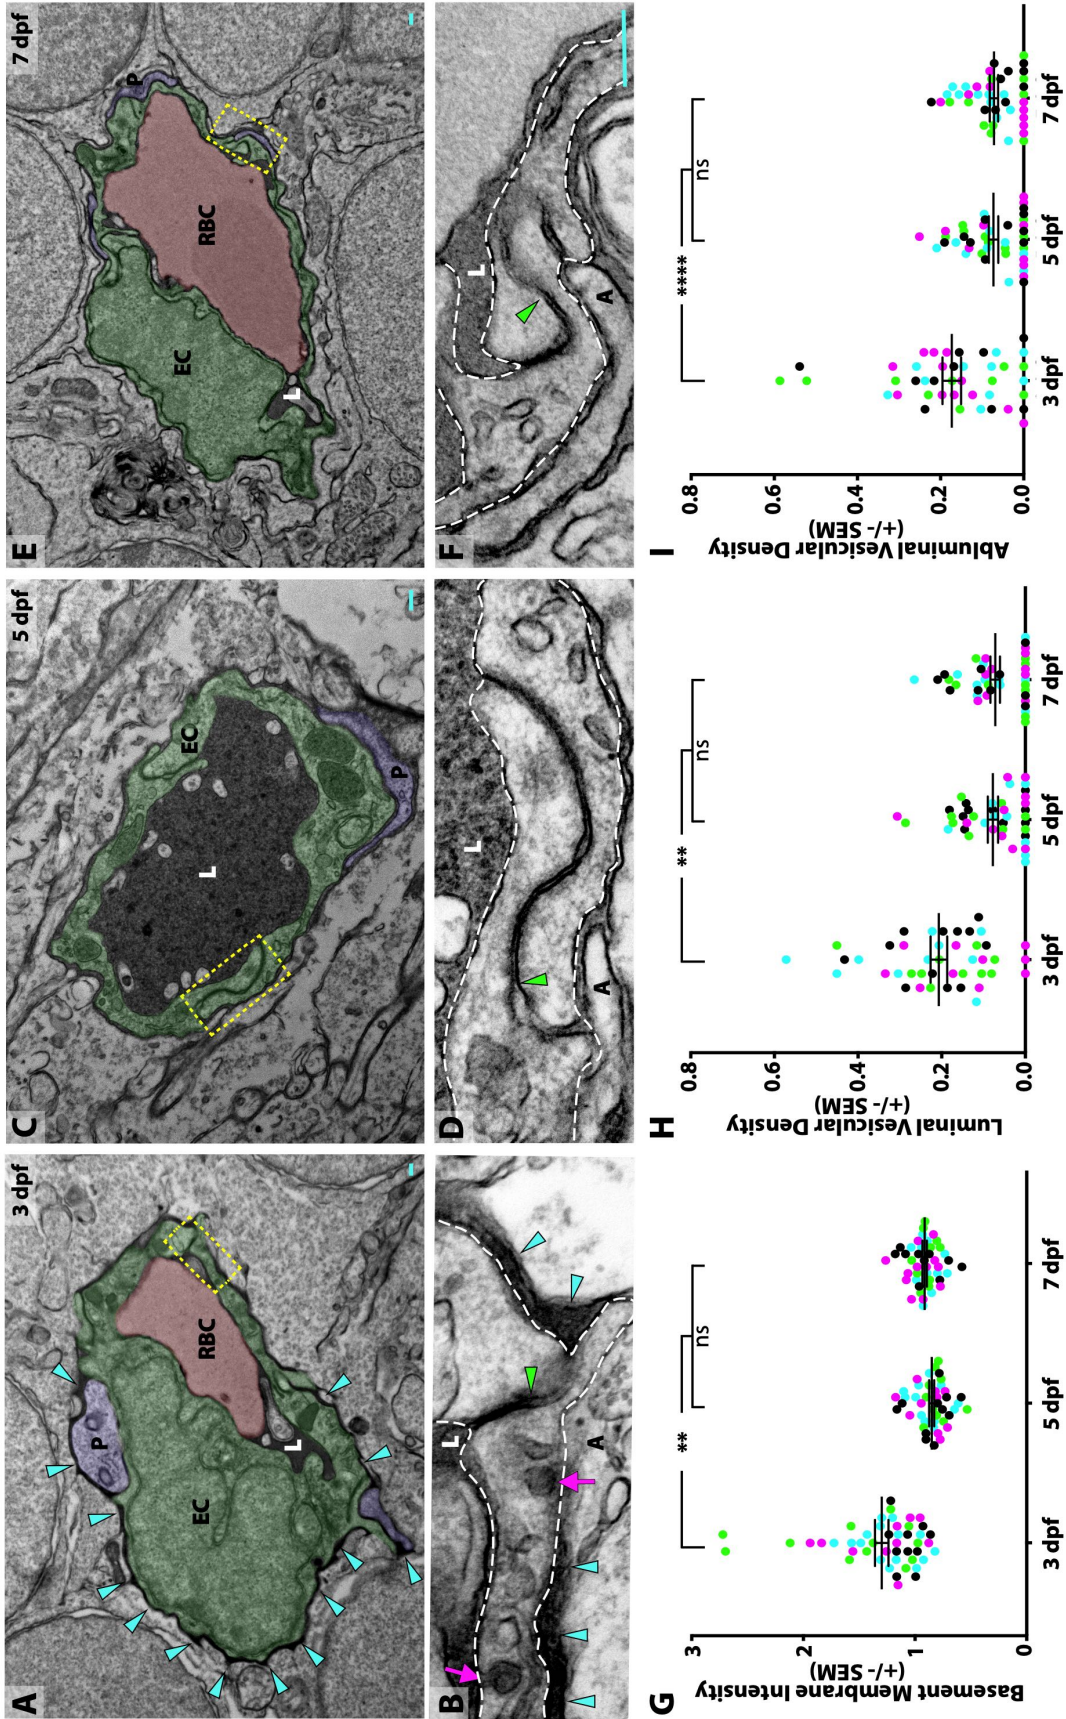 A
3 dpf
P
RBC
EC
L
C
5 dpf
EC
L
P
E
7 dpf
P
RBC
EC
L
B
L
A
D
L
A
F
L
A
G
Basement Membrane Intensity
(+/- SEM)
3
2
1
0
**
ns
3 dpf
5 dpf
7 dpf
H
Luminal Vesicular Density
(+/- SEM)
0.8
0.6
0.4
0.2
0.0
**
ns
3 dpf
5 dpf
7 dpf
I
Abluminal Vesicular Density
(+/- SEM)
0.8
0.6
0.4
0.2
0.0
****
ns
3 dpf
5 dpf
7 dpf